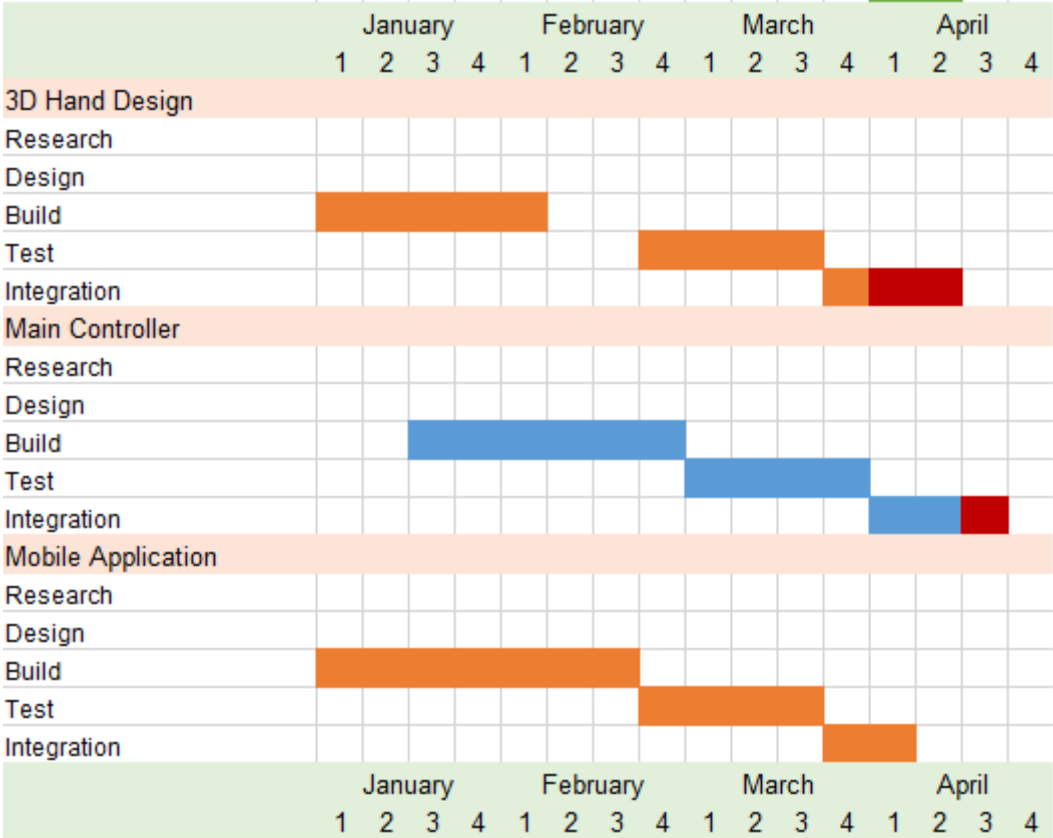 January February March April
1 2 3 4 1 2 3 4 1 2 3 4 1 2 3 4
3D Hand Design
Research
Design
Build
Test
Integration
Main Controller
Research
Design
Build
Test
Integration
Mobile Application
Research
Design
Build
Test
Integration
January February March April
1 2 3 4 1 2 3 4 1 2 3 4 1 2 3 4